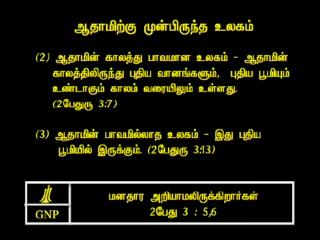 ஆதாமிற்கு முன்பிருந்த உலகம்
(2) ஆதாமின் காலத்து பாவமான உலகம் - ஆதாமின்
காலத்திலிருந்து புதிய வானங்களும், புதிய பூமியும்
உண்டாகும் காலம் வரையிலும் உள்ளது.
(2பேதுரு 3:7)
(3) ஆதாமின் பாவமில்லாத உலகம் - இது புதிய
பூமியில் இருக்கும். (2பேதுரு 3:13)
மனதார அறியாமலிருக்கிறார்கள்
2பேது 3 : 5,6
GNP